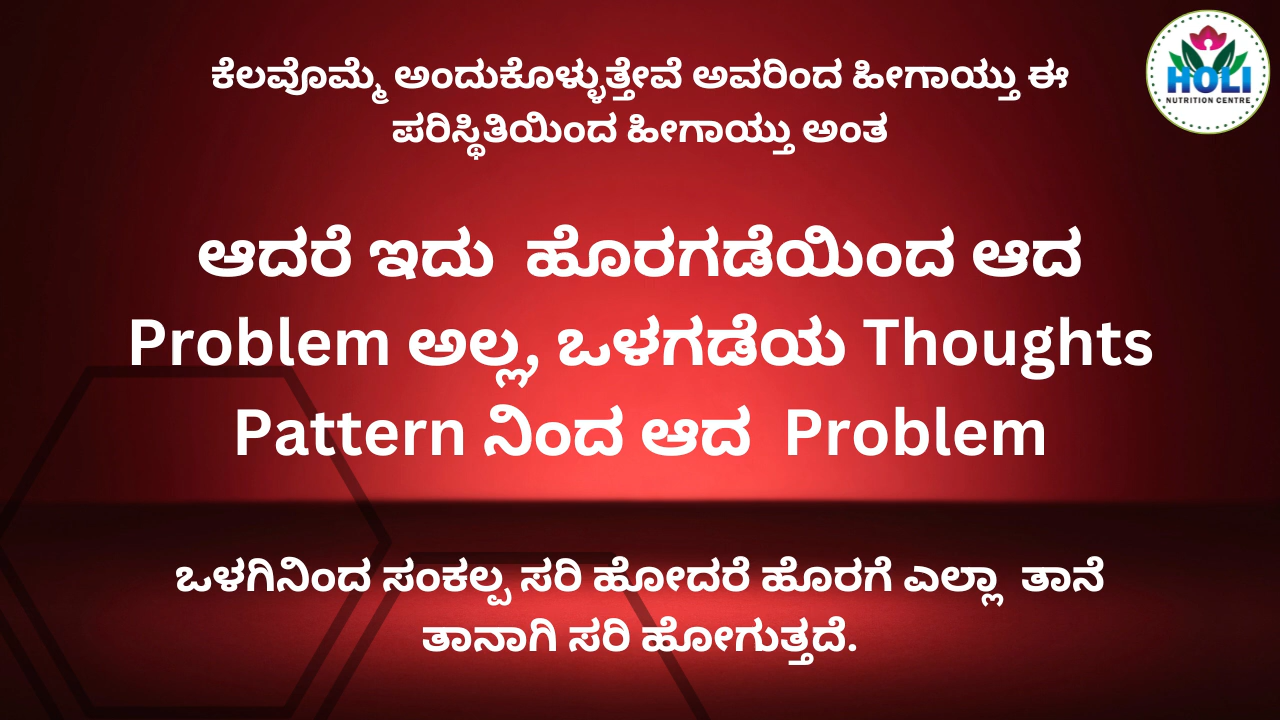 HOLI
NUTRITION CENTRE
ಕೆಲವೊಮ್ಮೆ ಅಂದುಕೊಳ್ಳುತ್ತೇವೆ ಅವರಿಂದ ಹೀಗಾಯ್ತು ಈ
ಪರಿಸ್ಥಿತಿಯಿಂದ ಹೀಗಾಯ್ತು ಅಂತ
ಆದರೆ ಇದು ಹೊರಗಡೆಯಿಂದ ಆದ
Problem ಅಲ್ಲ, ಒಳಗಡೆಯ Thoughts
Pattern ನಿಂದ ಆದ Problem
ಒಳಗಿನಿಂದ ಸಂಕಲ್ಪ ಸರಿ ಹೋದರೆ ಹೊರಗೆ ಎಲ್ಲಾ ತಾನೆ
ತಾನಾಗಿ ಸರಿ ಹೋಗುತ್ತದೆ.